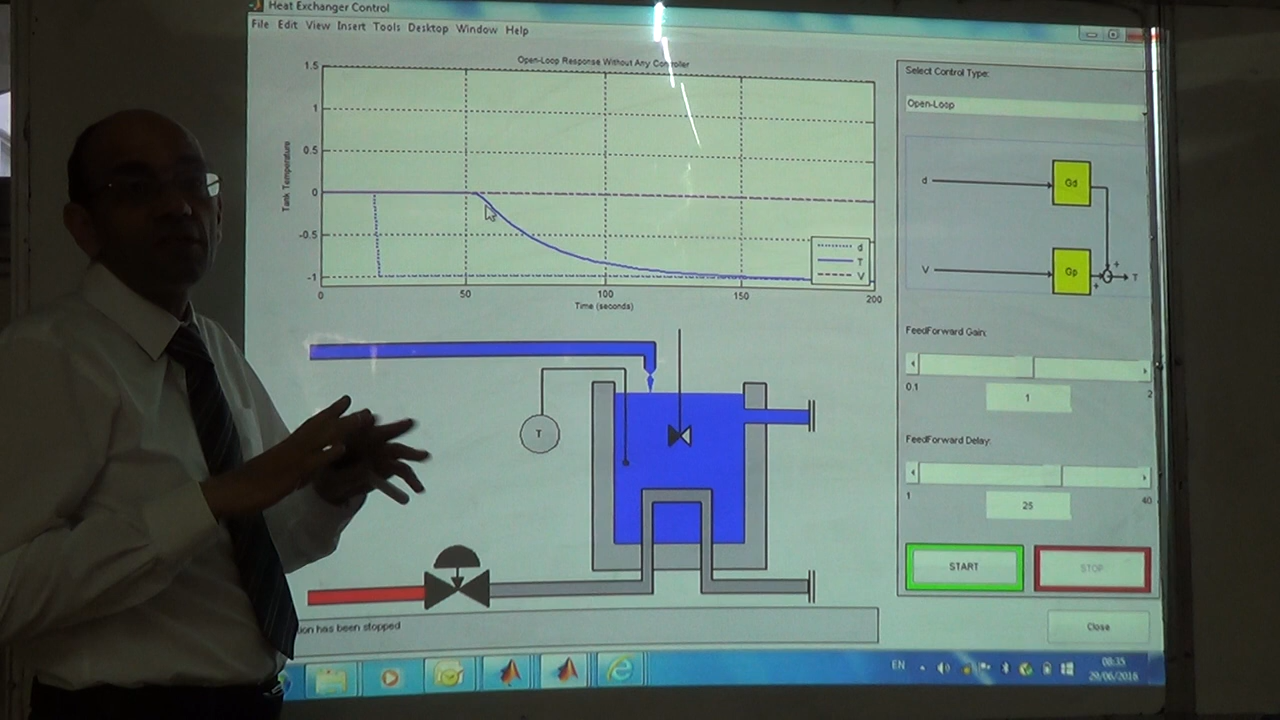 Heat Exchanger Control
File Edit View Insert Tools Desktop Window Help
Open-Loop Response Without Any Controller
1.5
1
0.5
0
-0.5
-1
Tank Temperature
0 50 100 150 200
Time (seconds)
d
T
V
Select Control Type:
Open-Loop
d
Gd
V
Gp
+
+
T
FeedForward Gain:
0.1 2
1
FeedForward Delay:
1 40
25
START STOP
T
ion has been stopped
Close
EN
08:35
29/06/2016